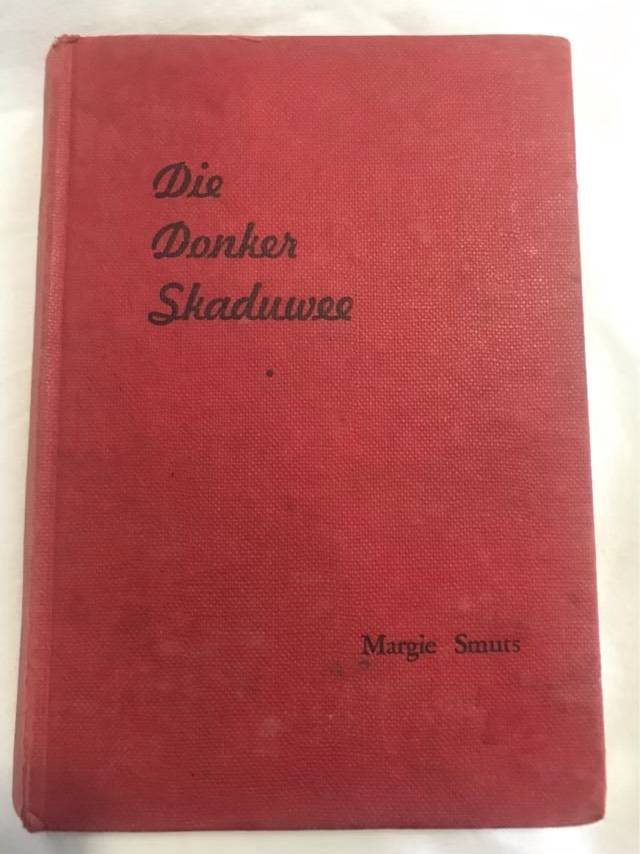 Die
Donker
Skaduwee
Margie Smuts